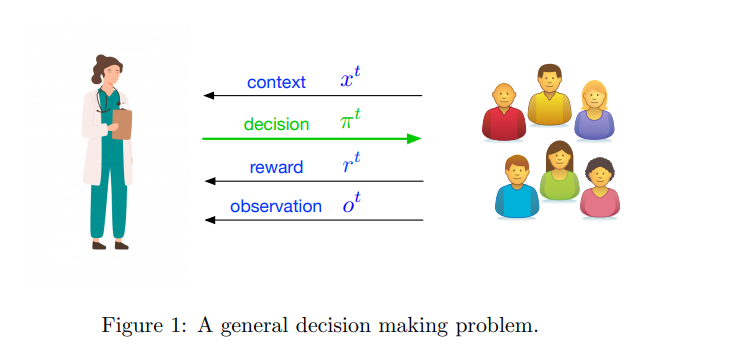 context x^t
decision π^t
reward r^t
observation o^t
Figure 1: A general decision making problem.